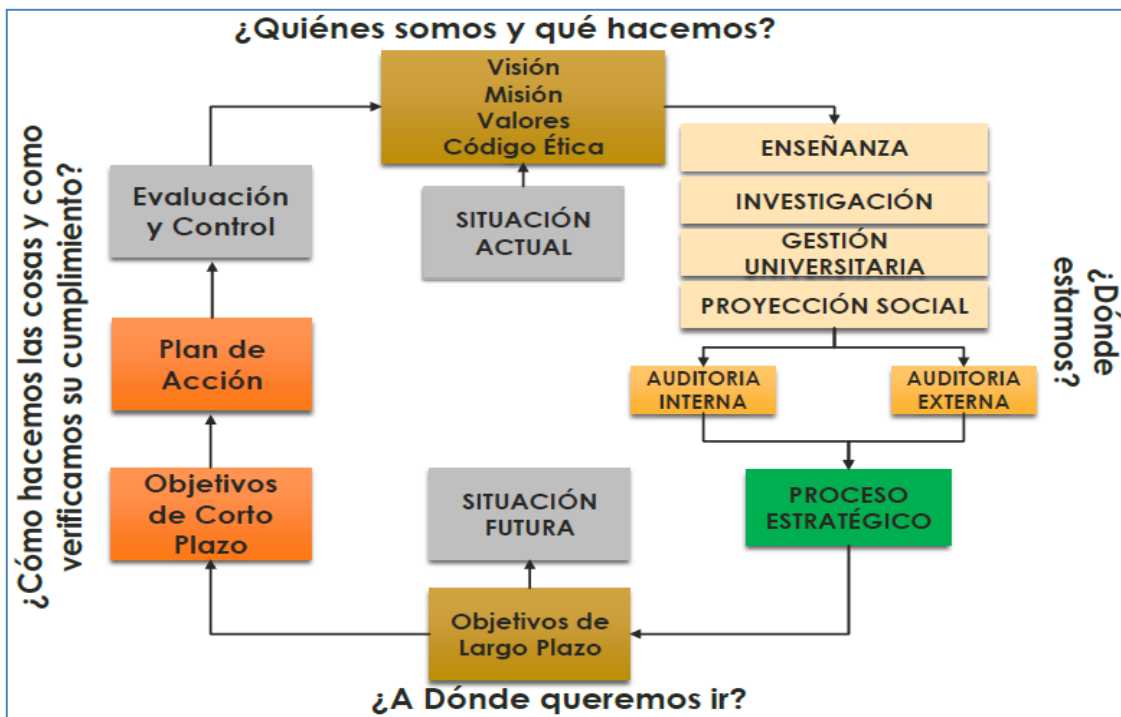 ¿Quiénes somos y qué hacemos?
Visión
Misión
Valores
Código Ética
SITUACIÓN
ACTUAL
ENSEÑANZA
INVESTIGACIÓN
GESTIÓN
UNIVERSITARIA
PROYECCIÓN SOCIAL
¿Dónde
estamos?
AUDITORIA
INTERNA
AUDITORIA
EXTERNA
PROCESO
ESTRATÉGICO
¿A Dónde queremos ir?
Objetivos de
Largo Plazo
SITUACIÓN
FUTURA
¿Cómo hacemos las cosas y como
verificamos su cumplimiento?
Objetivos
de Corto
Plazo
Plan de
Acción
Evaluación
y Control